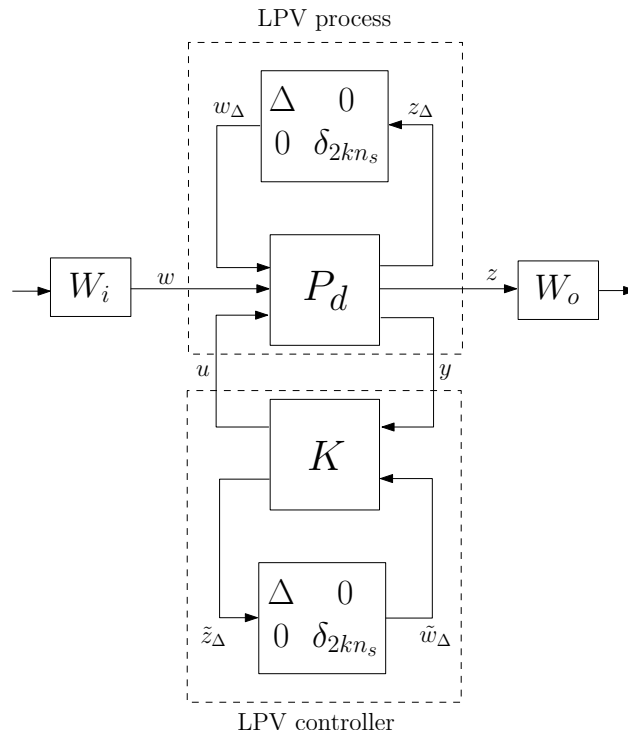 LPV process
Δ 0
0 δ_{2kn_s}
w_Δ
z_Δ
W_i
w
P_d
z
W_o
u
y
K
Δ 0
0 δ_{2kn_s}
z̃_Δ
w̃_Δ
LPV controller